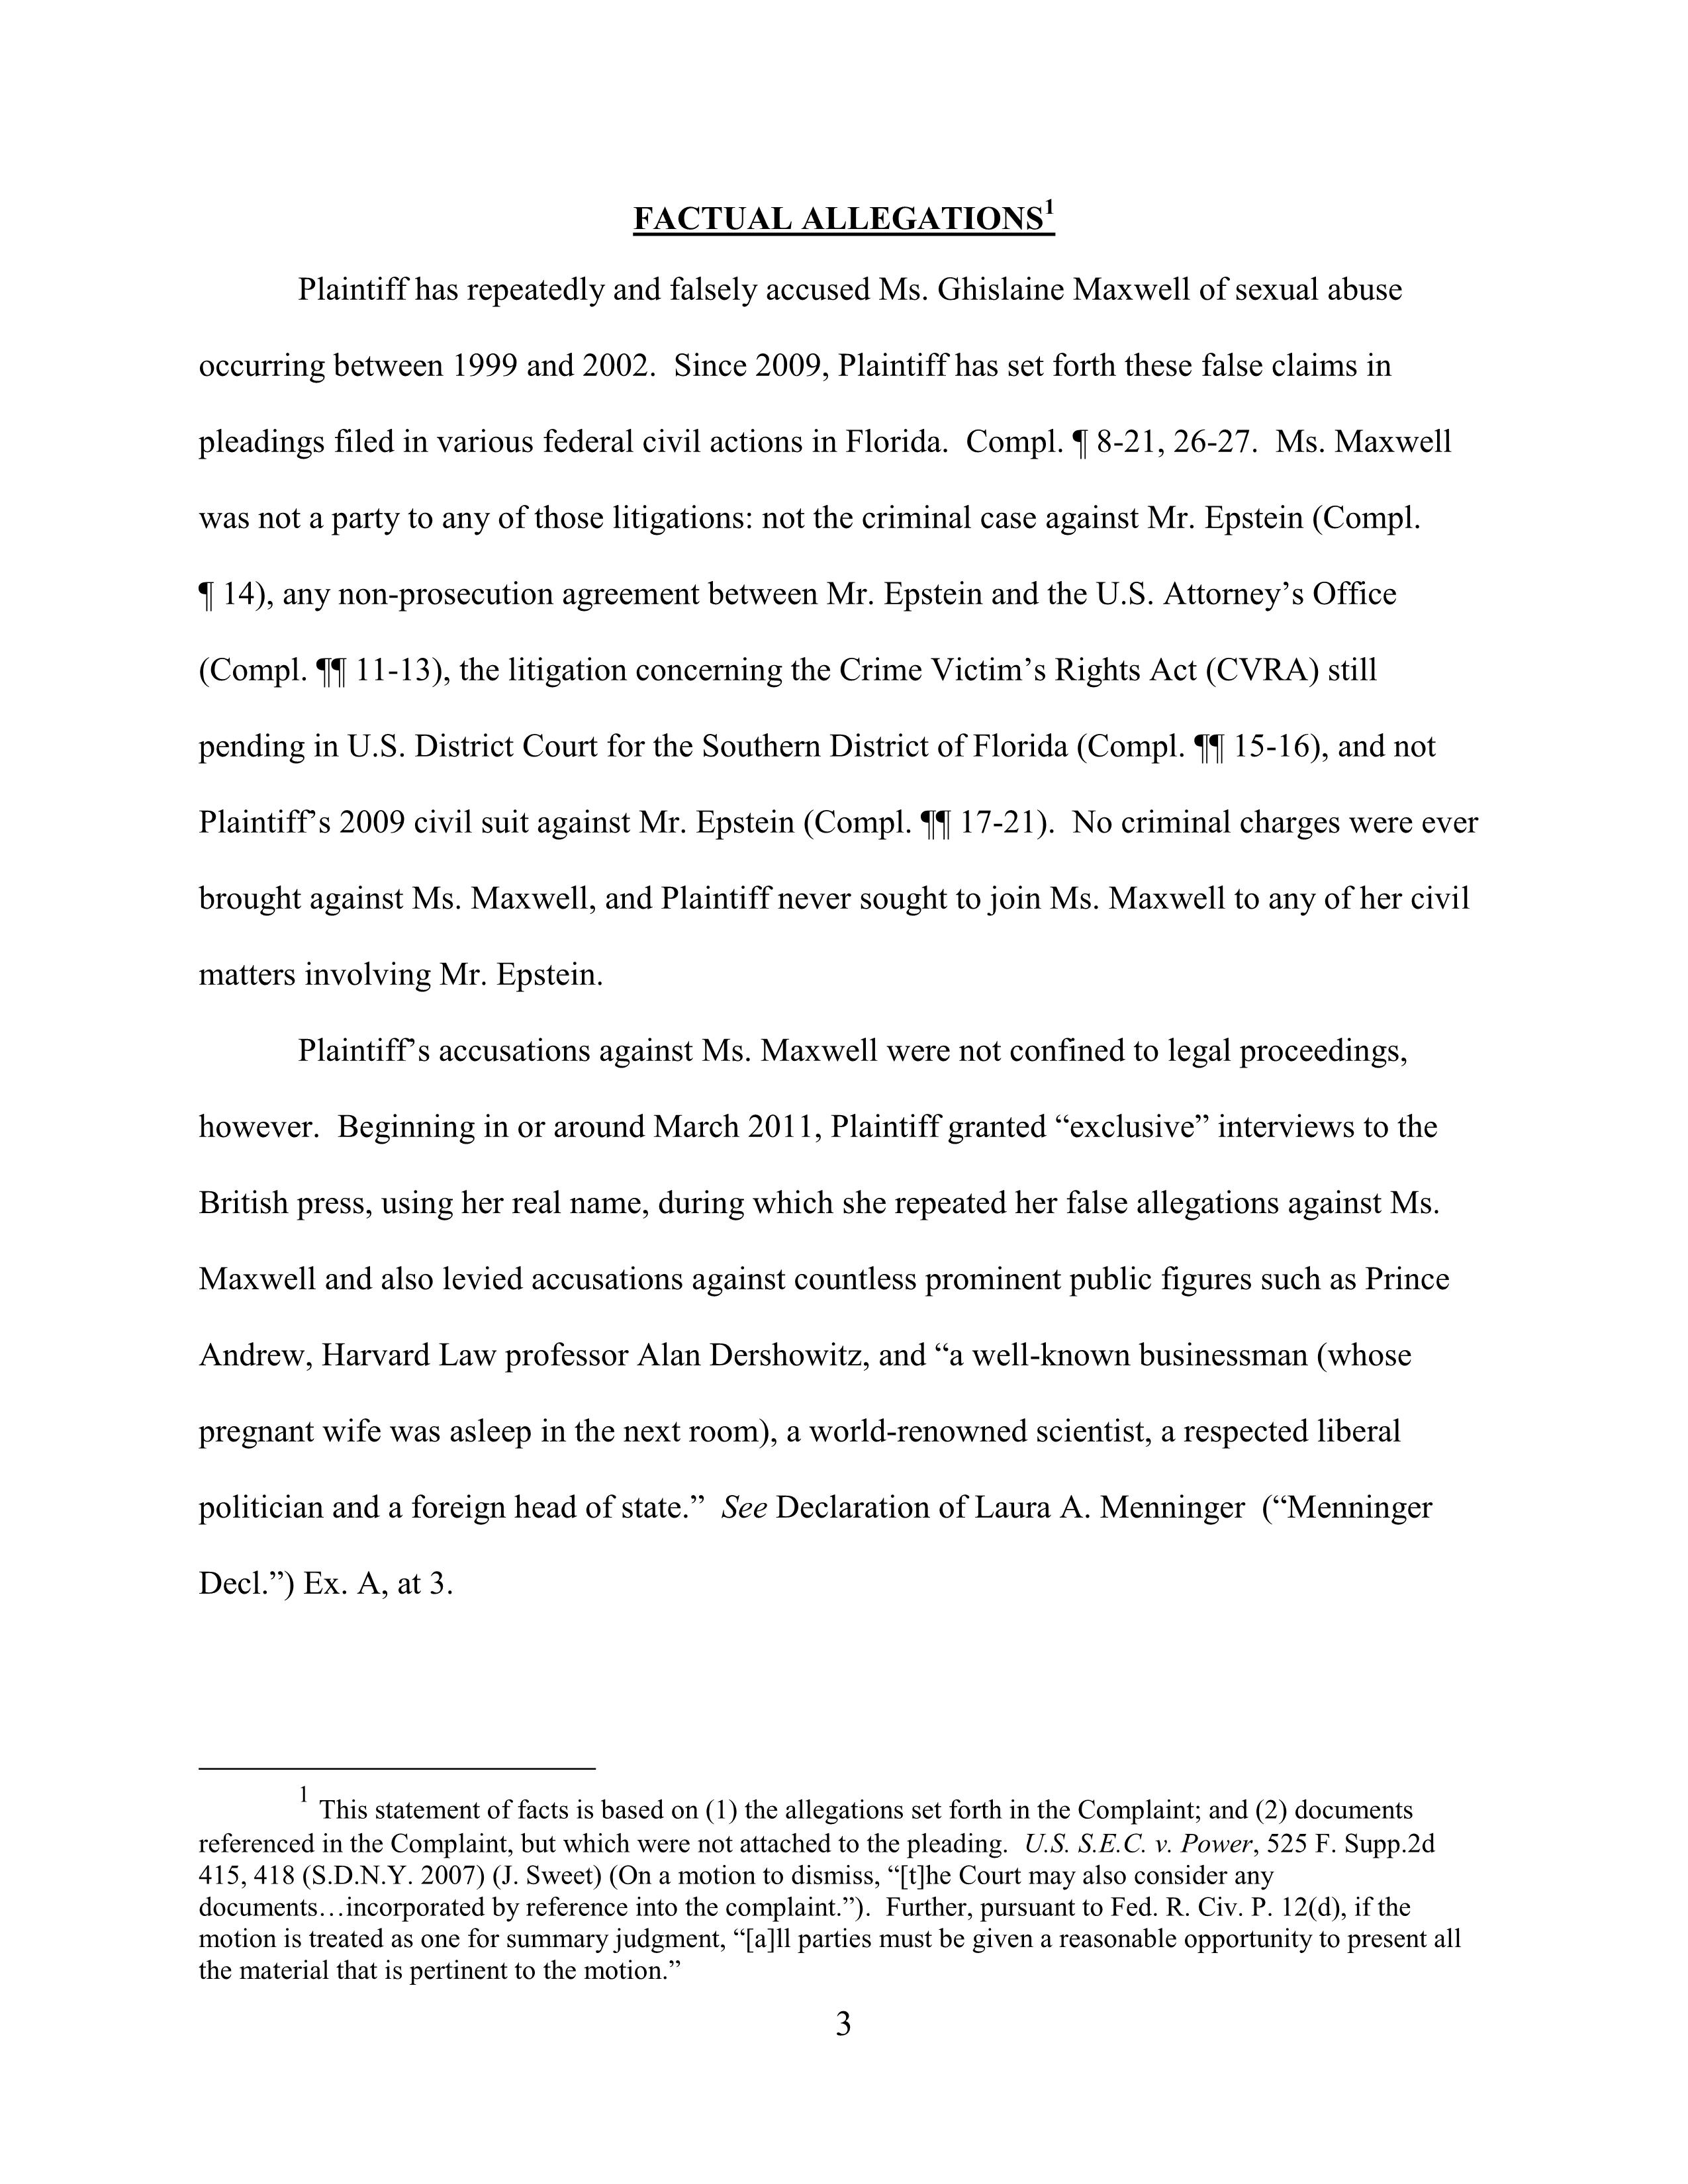 FACTUAL ALLEGATIONS¹
Plaintiff has repeatedly and falsely accused Ms. Ghislaine Maxwell of sexual abuse
occurring between 1999 and 2002.  Since 2009, Plaintiff has set forth these false claims in
pleadings filed in various federal civil actions in Florida.  Compl. ¶ 8-21, 26-27.  Ms. Maxwell
was not a party to any of those litigations: not the criminal case against Mr. Epstein (Compl.
¶ 14), any non-prosecution agreement between Mr. Epstein and the U.S. Attorney’s Office
(Compl. ¶¶ 11-13), the litigation concerning the Crime Victim’s Rights Act (CVRA) still
pending in U.S. District Court for the Southern District of Florida (Compl. ¶¶ 15-16), and not
Plaintiff’s 2009 civil suit against Mr. Epstein (Compl. ¶¶ 17-21).  No criminal charges were ever
brought against Ms. Maxwell, and Plaintiff never sought to join Ms. Maxwell to any of her civil
matters involving Mr. Epstein.
Plaintiff’s accusations against Ms. Maxwell were not confined to legal proceedings,
however.  Beginning in or around March 2011, Plaintiff granted “exclusive” interviews to the
British press, using her real name, during which she repeated her false allegations against Ms.
Maxwell and also levied accusations against countless prominent public figures such as Prince
Andrew, Harvard Law professor Alan Dershowitz, and “a well-known businessman (whose
pregnant wife was asleep in the next room), a world-renowned scientist, a respected liberal
politician and a foreign head of state.”  See Declaration of Laura A. Menninger  (“Menninger
Decl.”) Ex. A, at 3.
¹ This statement of facts is based on (1) the allegations set forth in the Complaint; and (2) documents
referenced in the Complaint, but which were not attached to the pleading.  U.S. S.E.C. v. Power, 525 F. Supp.2d
415, 418 (S.D.N.Y. 2007) (J. Sweet) (On a motion to dismiss, “[t]he Court may also consider any
documents…incorporated by reference into the complaint.”).  Further, pursuant to Fed. R. Civ. P. 12(d), if the
motion is treated as one for summary judgment, “[a]ll parties must be given a reasonable opportunity to present all
the material that is pertinent to the motion.”
3